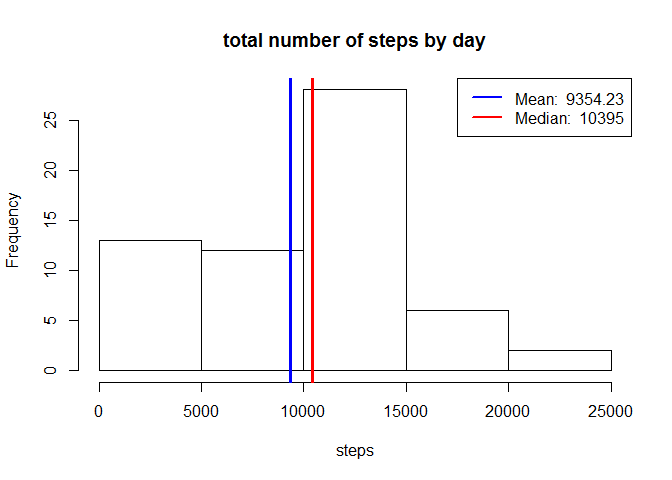 total number of steps by day
Mean: 9354.23
Median: 10395
Frequency
25
20
15
10
5
0
0 5000 10000 15000 20000 25000
steps